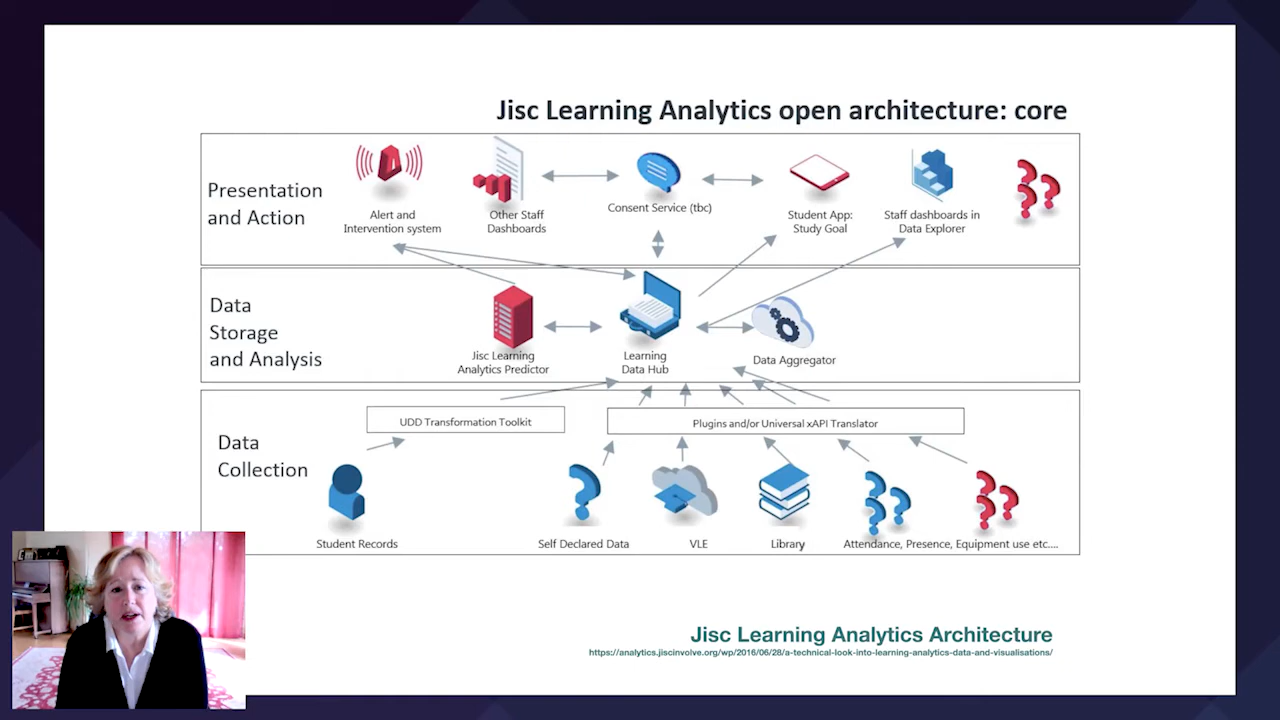 Jisc Learning Analytics open architecture: core
Presentation
and Action
Alert and
Intervention system
Other Staff
Dashboards
Consent Service (tbc)
Student App:
Study Goal
Staff dashboards in
Data Explorer
Data
Storage
and Analysis
Jisc Learning
Analytics Predictor
Learning
Data Hub
Data Aggregator
Data
Collection
UDD Transformation Toolkit
Plugins and/or Universal xAPI Translator
Student Records
Self Declared Data
VLE
Library
Attendance, Presence, Equipment use etc....
Jisc Learning Analytics Architecture
https://analytics.jiscinvolve.org/wp/2016/06/28/a-technical-look-into-learning-analytics-data-and-visualisations/